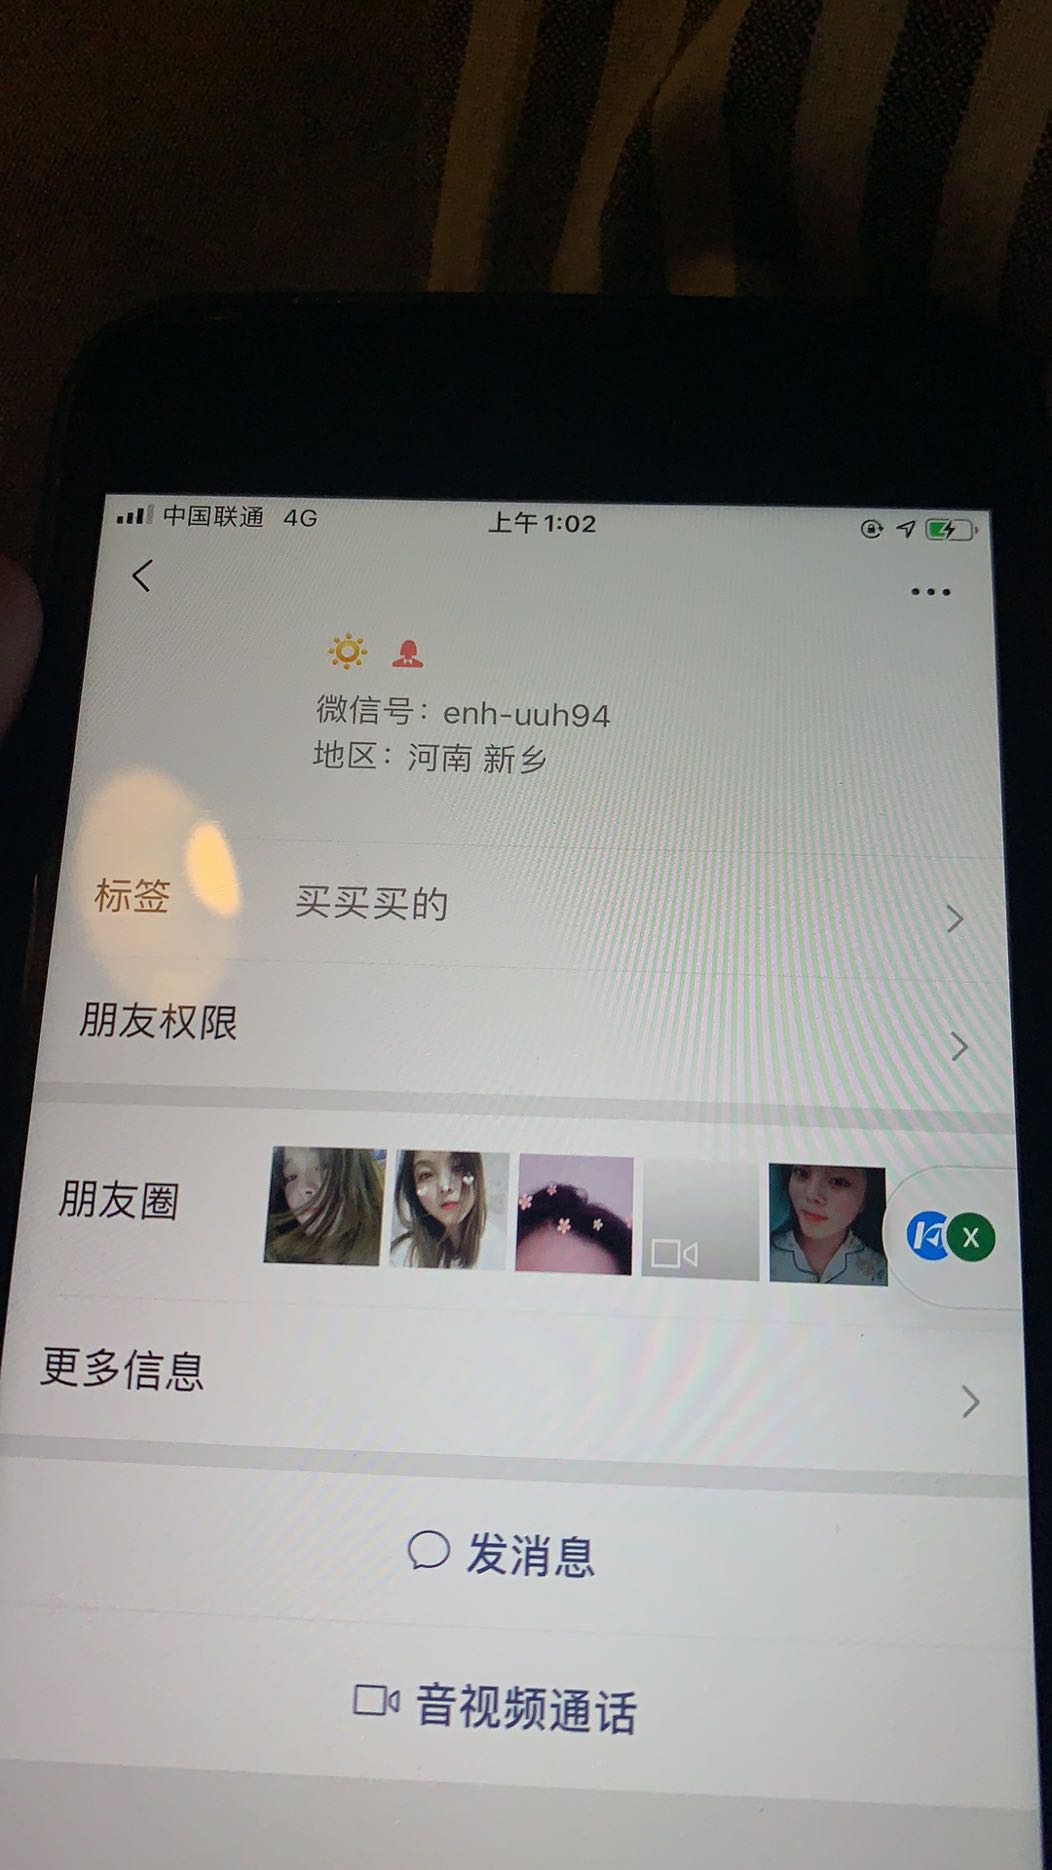 中国联通 4G 上午1:02
微信号：enh-uuh94
地区：河南 新乡
标签 买买买的
朋友权限
朋友圈
X
更多信息
发消息
音视频通话